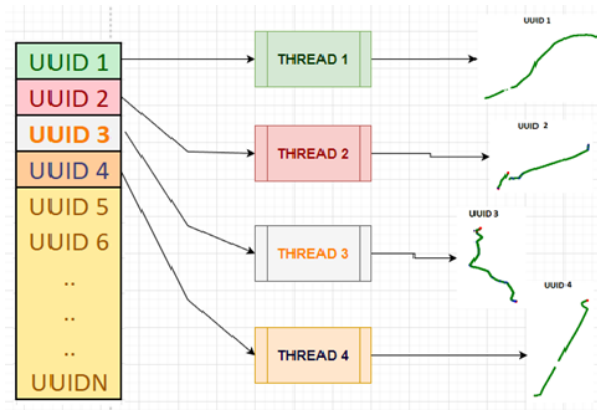 UUID 1
UUID 2
UUID 3
UUID 4
UUID 5
UUID 6
..
..
..
UUIDN
THREAD 1
THREAD 2
THREAD 3
THREAD 4
UUID 1
UUID 2
UUID 3
UUID 4